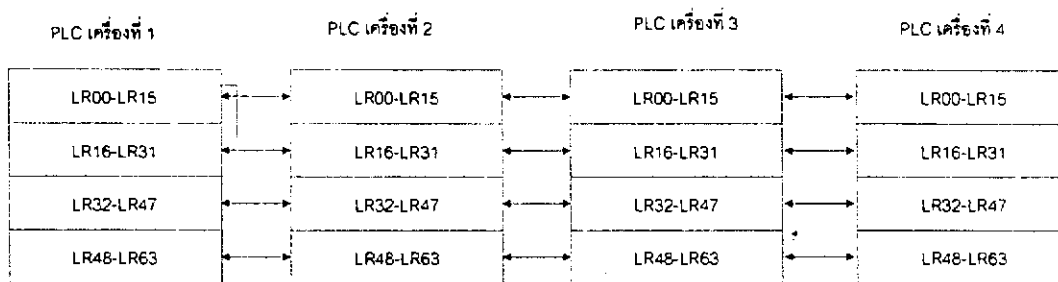 PLC เครื่องที่ 1 PLC เครื่องที่ 2 PLC เครื่องที่ 3 PLC เครื่องที่ 4
LR00-LR15 LR00-LR15 LR00-LR15 LR00-LR15
LR16-LR31 LR16-LR31 LR16-LR31 LR16-LR31
LR32-LR47 LR32-LR47 LR32-LR47 LR32-LR47
LR48-LR63 LR48-LR63 LR48-LR63 LR48-LR63